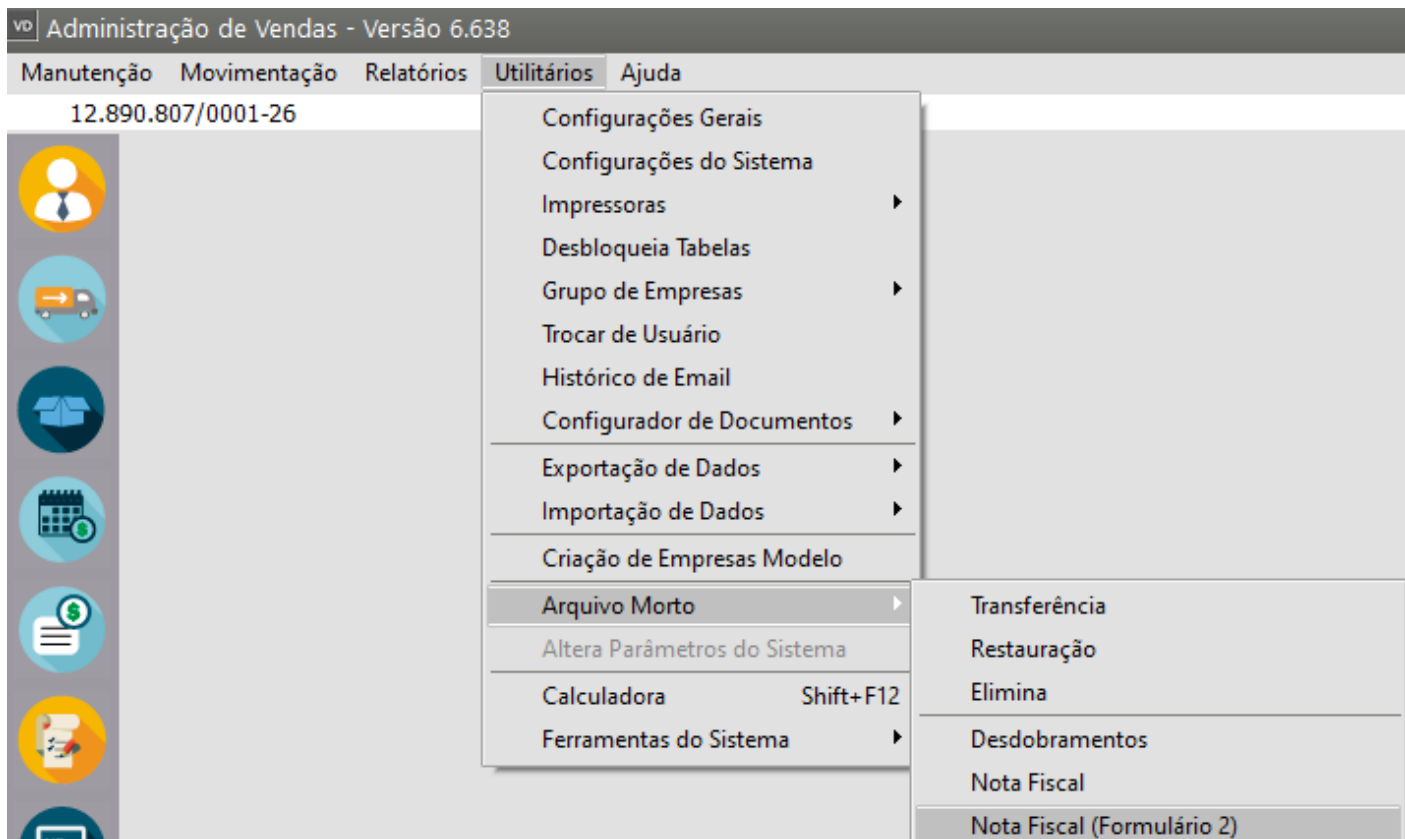 VD Administração de Vendas - Versão 6.638
Manutenção Movimentação Relatórios Utilitários Ajuda
12.890.807/0001-26
Configurações Gerais
Configurações do Sistema
Impressoras
Desbloqueia Tabelas
Grupo de Empresas
Trocar de Usuário
Histórico de Email
Configurador de Documentos
Exportação de Dados
Importação de Dados
Criação de Empresas Modelo
Arquivo Morto
Altera Parâmetros do Sistema
Calculadora Shift+F12
Ferramentas do Sistema
Transferência
Restauração
Elimina
Desdobramentos
Nota Fiscal
Nota Fiscal (Formulário 2)